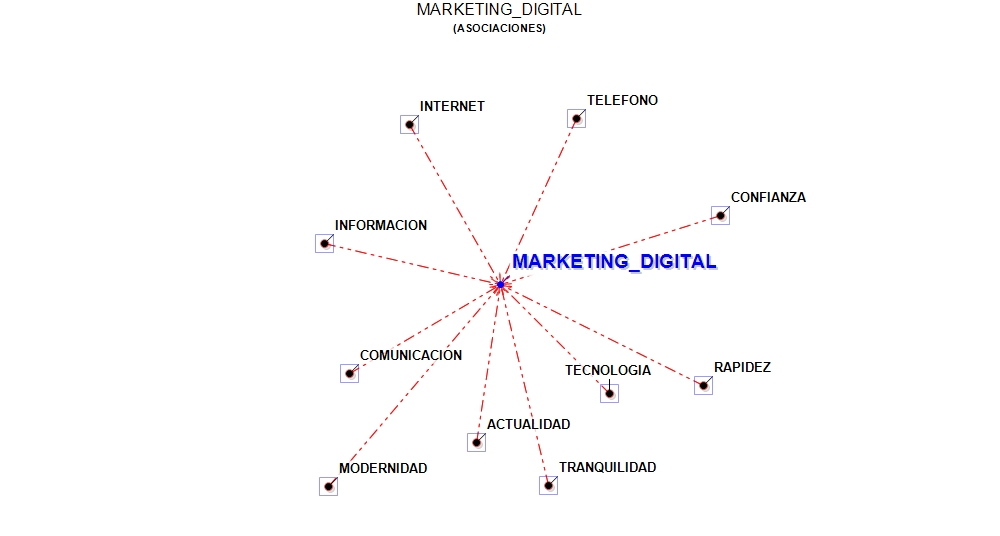 MARKETING_DIGITAL
(ASOCIACIONES)
INTERNET
TELEFONO
CONFIANZA
INFORMACION
MARKETING_DIGITAL
COMUNICACION
TECNOLOGIA
RAPIDEZ
ACTUALIDAD
MODERNIDAD
TRANQUILIDAD